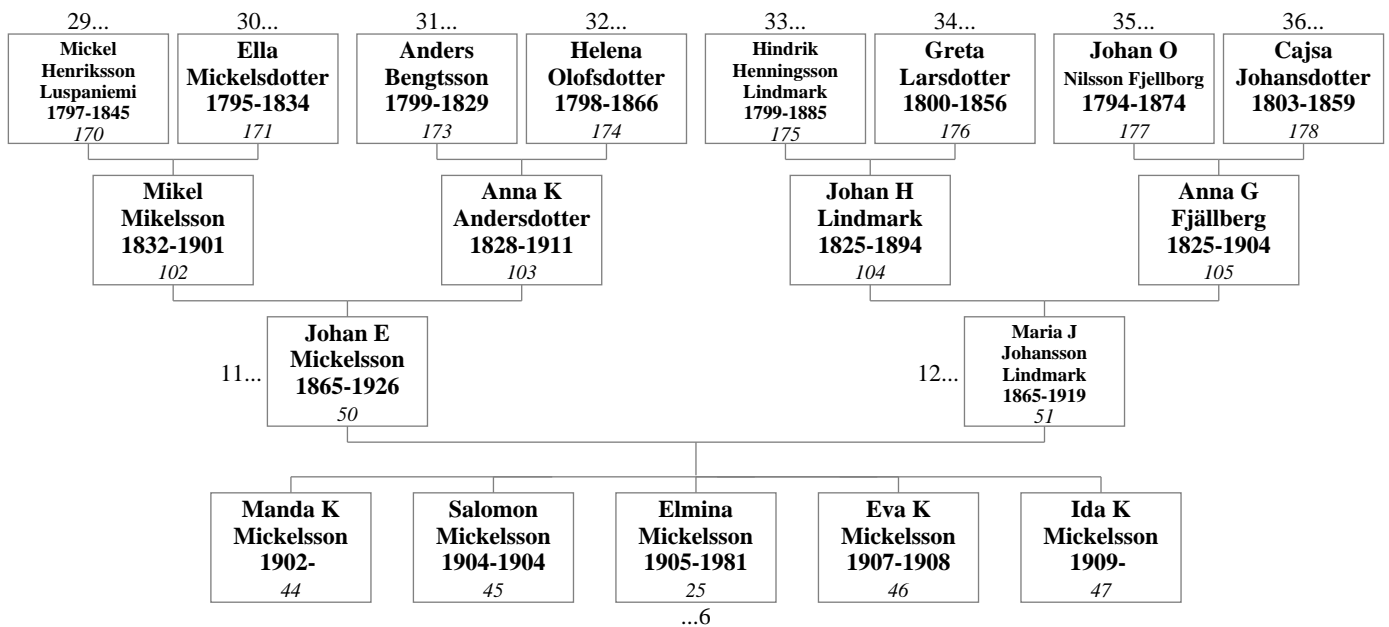 29...
30...
31...
32...
33...
34...
35...
36...
Mickel
Henriksson
Luspaniemi
1797-1845
170
Ella
Mickelsdotter
1795-1834
171
Anders
Bengtsson
1799-1829
173
Helena
Olofsdotter
1798-1866
174
Hindrik
Henningsson
Lindmark
1799-1885
175
Greta
Larsdotter
1800-1856
176
Johan O
Nilsson Fjellborg
1794-1874
177
Cajsa
Johansdotter
1803-1859
178
Mikel
Mikelsson
1832-1901
102
Anna K
Andersdotter
1828-1911
103
Johan H
Lindmark
1825-1894
104
Anna G
Fjällberg
1825-1904
105
11...
Johan E
Mickelsson
1865-1926
50
12...
Maria J
Johansson
Lindmark
1865-1919
51
Manda K
Mickelsson
1902-
44
Salomon
Mickelsson
1904-1904
45
Elmina
Mickelsson
1905-1981
25
Eva K
Mickelsson
1907-1908
46
Ida K
Mickelsson
1909-
47
...6